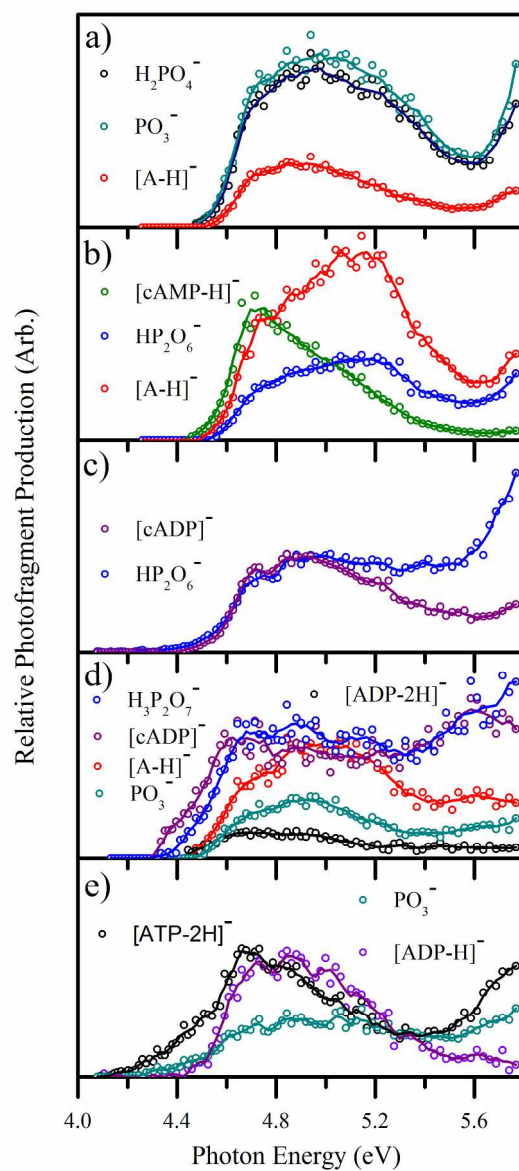 Relative Photofragment Production (Arb.)
a)
H₂PO₄⁻
PO₃⁻
[A-H]⁻
b)
[cAMP-H]⁻
HP₂O₆⁻
[A-H]⁻
c)
[cADP]⁻
HP₂O₆⁻
d)
H₃P₂O₇⁻
[ADP-2H]⁻
[cADP]⁻
[A-H]⁻
PO₃⁻
e)
PO₃⁻
[ATP-2H]⁻
[ADP-H]⁻
4.0 4.4 4.8 5.2 5.6
Photon Energy (eV)